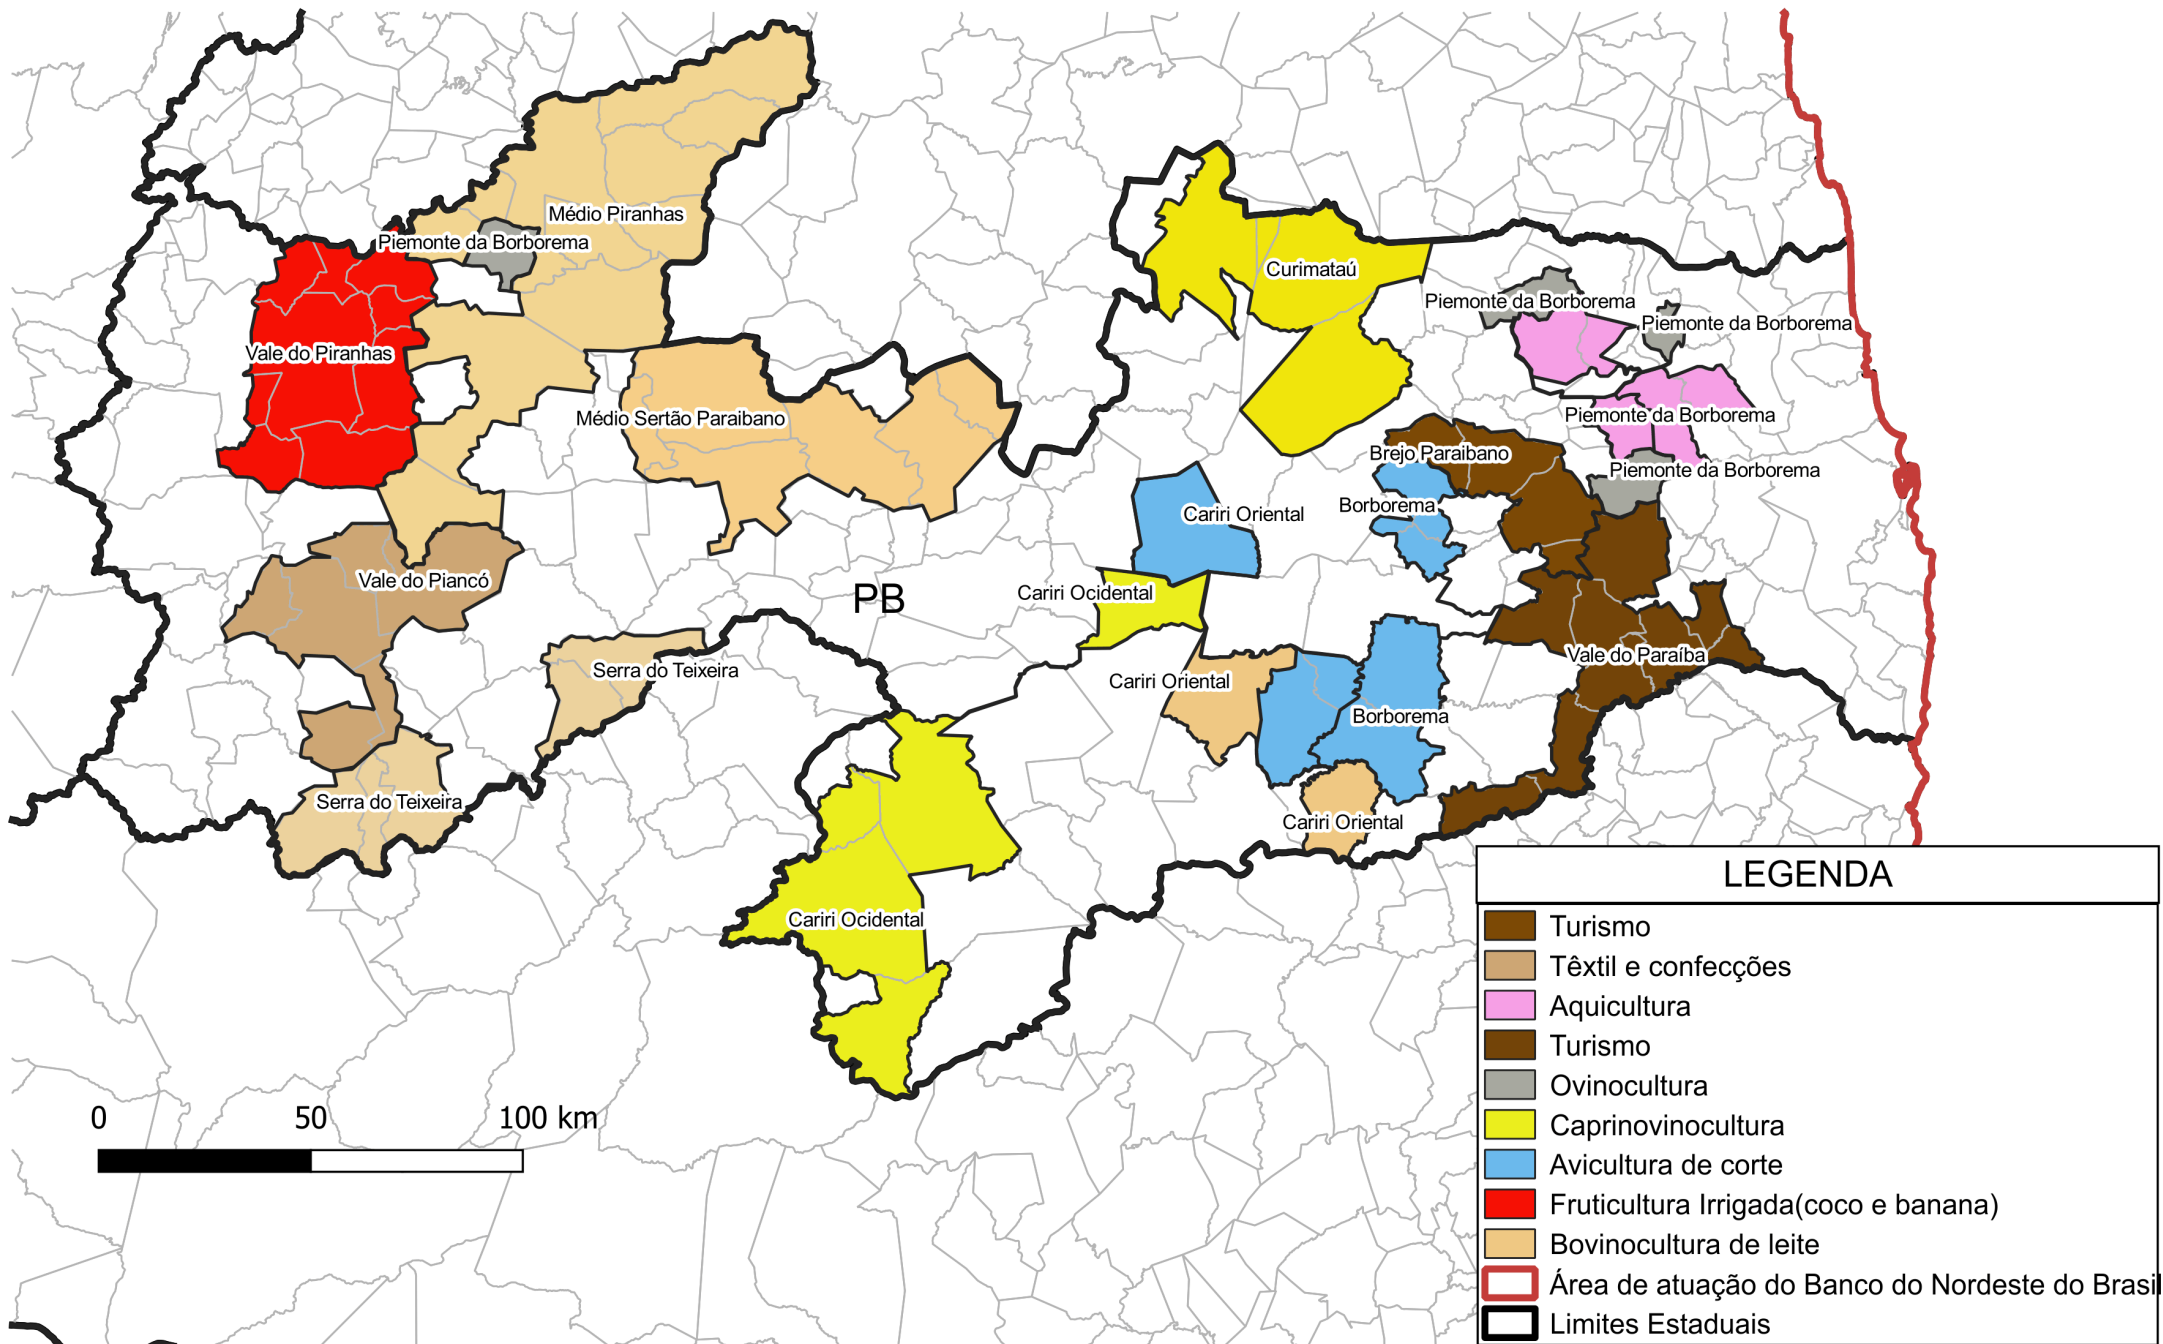 Médio Piranhas
Piemonte da Borborema
Curimataú
Piemonte da Borborema
Piemonte da Borborema
Vale do Piranhas
Médio Sertão Paraibano
Piemonte da Borborema
Brejo Paraibano
Piemonte da Borborema
Borborema
Cariri Oriental
Vale do Piancó
PB
Cariri Ocidental
Vale do Paraíba
Serra do Teixeira
Cariri Oriental
Borborema
Serra do Teixeira
Cariri Oriental
Cariri Ocidental
0 50 100 km
LEGENDA
Turismo
Têxtil e confecções
Aquicultura
Turismo
Ovinocultura
Caprinovinocultura
Avicultura de corte
Fruticultura Irrigada(coco e banana)
Bovinocultura de leite
Área de atuação do Banco do Nordeste do Brasil
Limites Estaduais